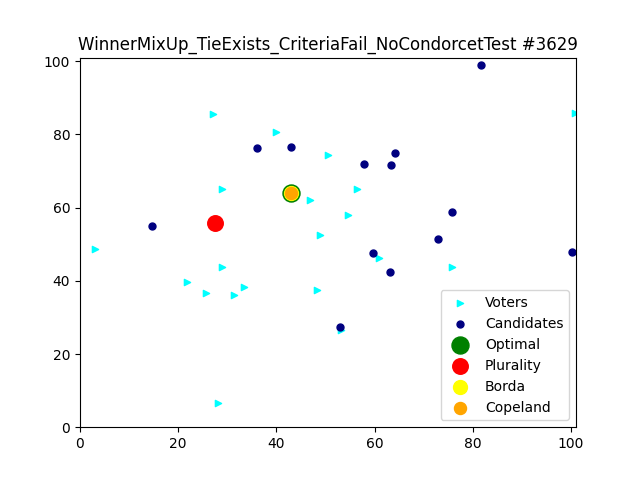 WinnerMixUp_TieExists_CriteriaFail_NoCondorcetTest #3629
100
80
60
40
20
0
0 20 40 60 80 100
Voters
Candidates
Optimal
Plurality
Borda
Copeland